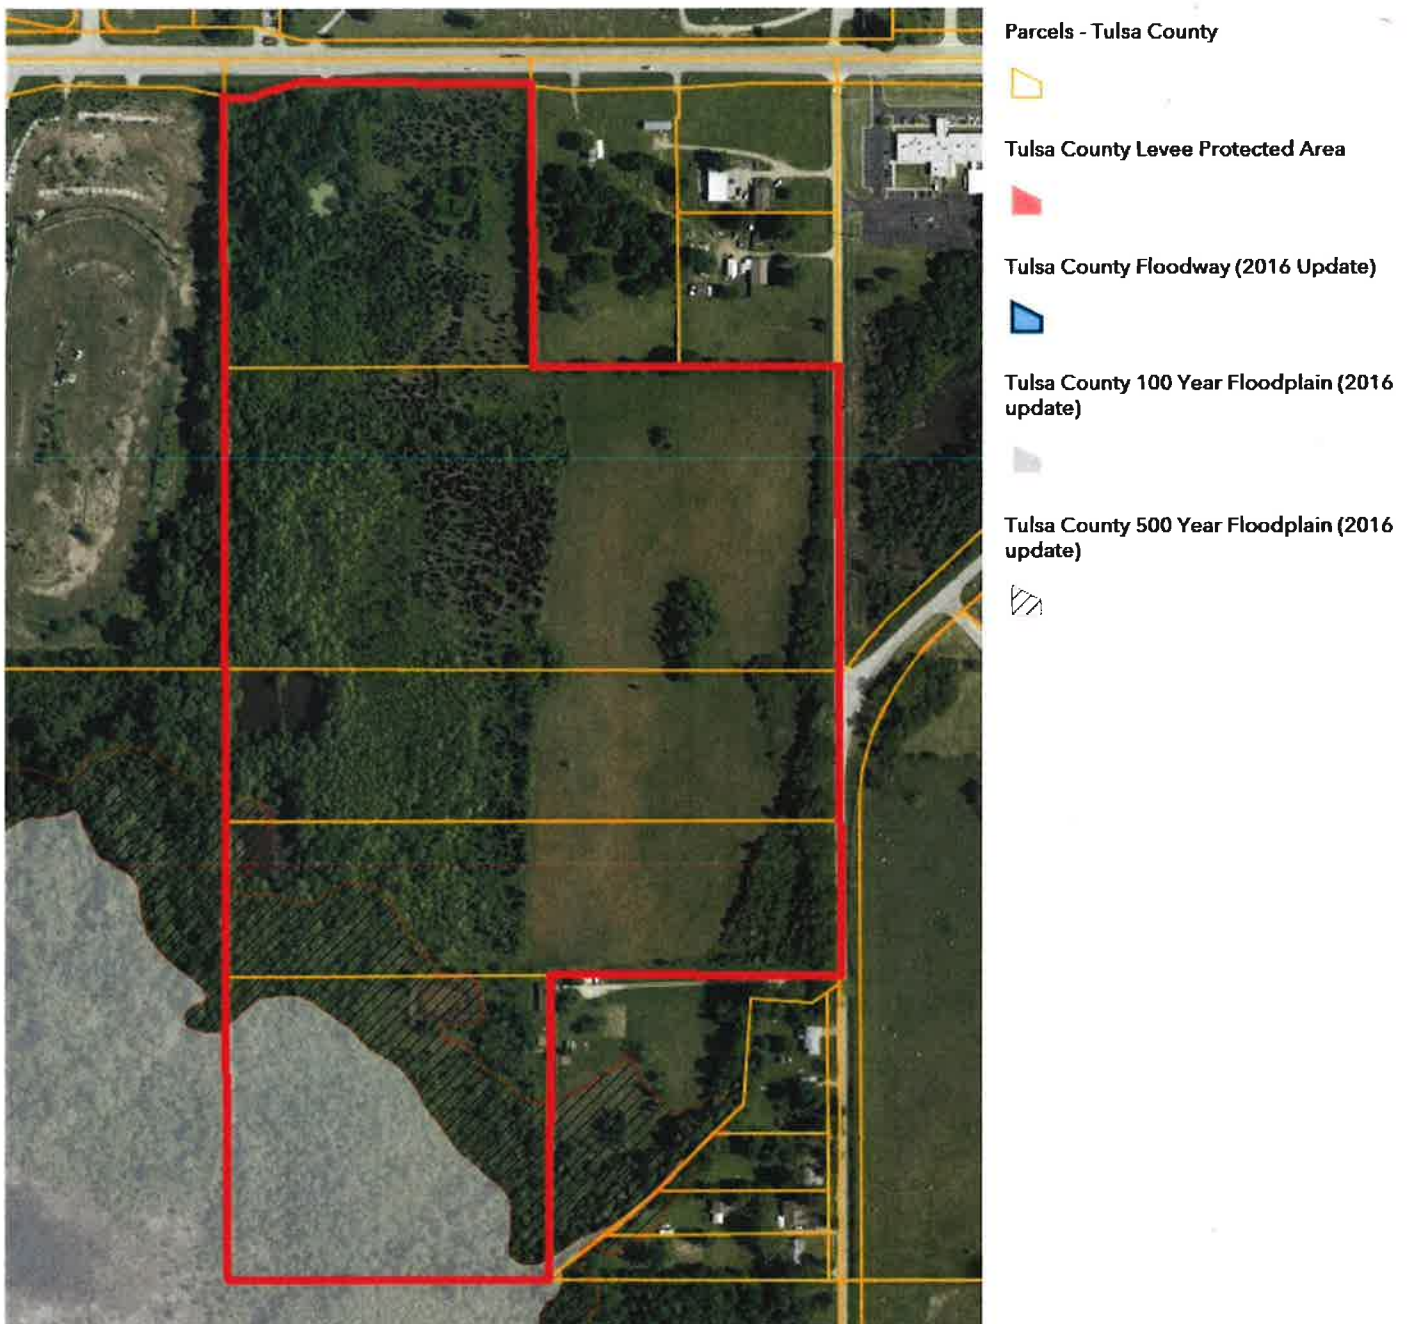 Parcels - Tulsa County
Tulsa County Levee Protected Area
Tulsa County Floodway (2016 Update)
Tulsa County 100 Year Floodplain (2016
update)
Tulsa County 500 Year Floodplain (2016
update)